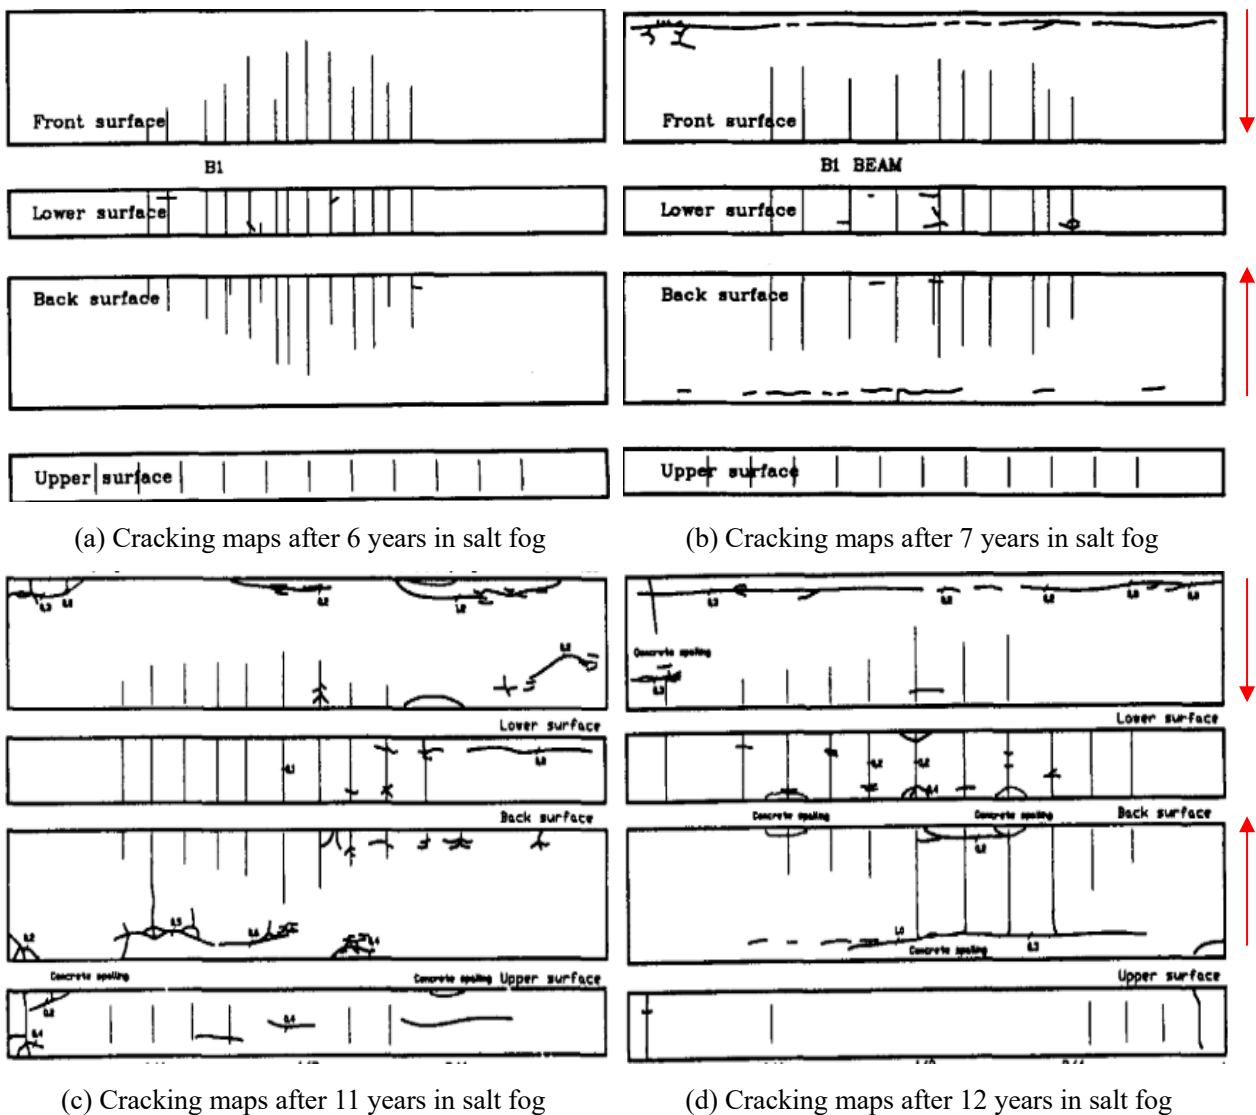 Front surface
B1
Lower surface
Back surface
Upper surface
(a) Cracking maps after 6 years in salt fog
Front surface
B1 BEAM
Lower surface
Back surface
Upper surface
(b) Cracking maps after 7 years in salt fog
Lower surface
Back surface
Concrete spalling
Concrete spalling Upper surface
(c) Cracking maps after 11 years in salt fog
Concrete spalling
Lower surface
Concrete spalling
Concrete spalling
Back surface
Concrete spalling
Upper surface
(d) Cracking maps after 12 years in salt fog